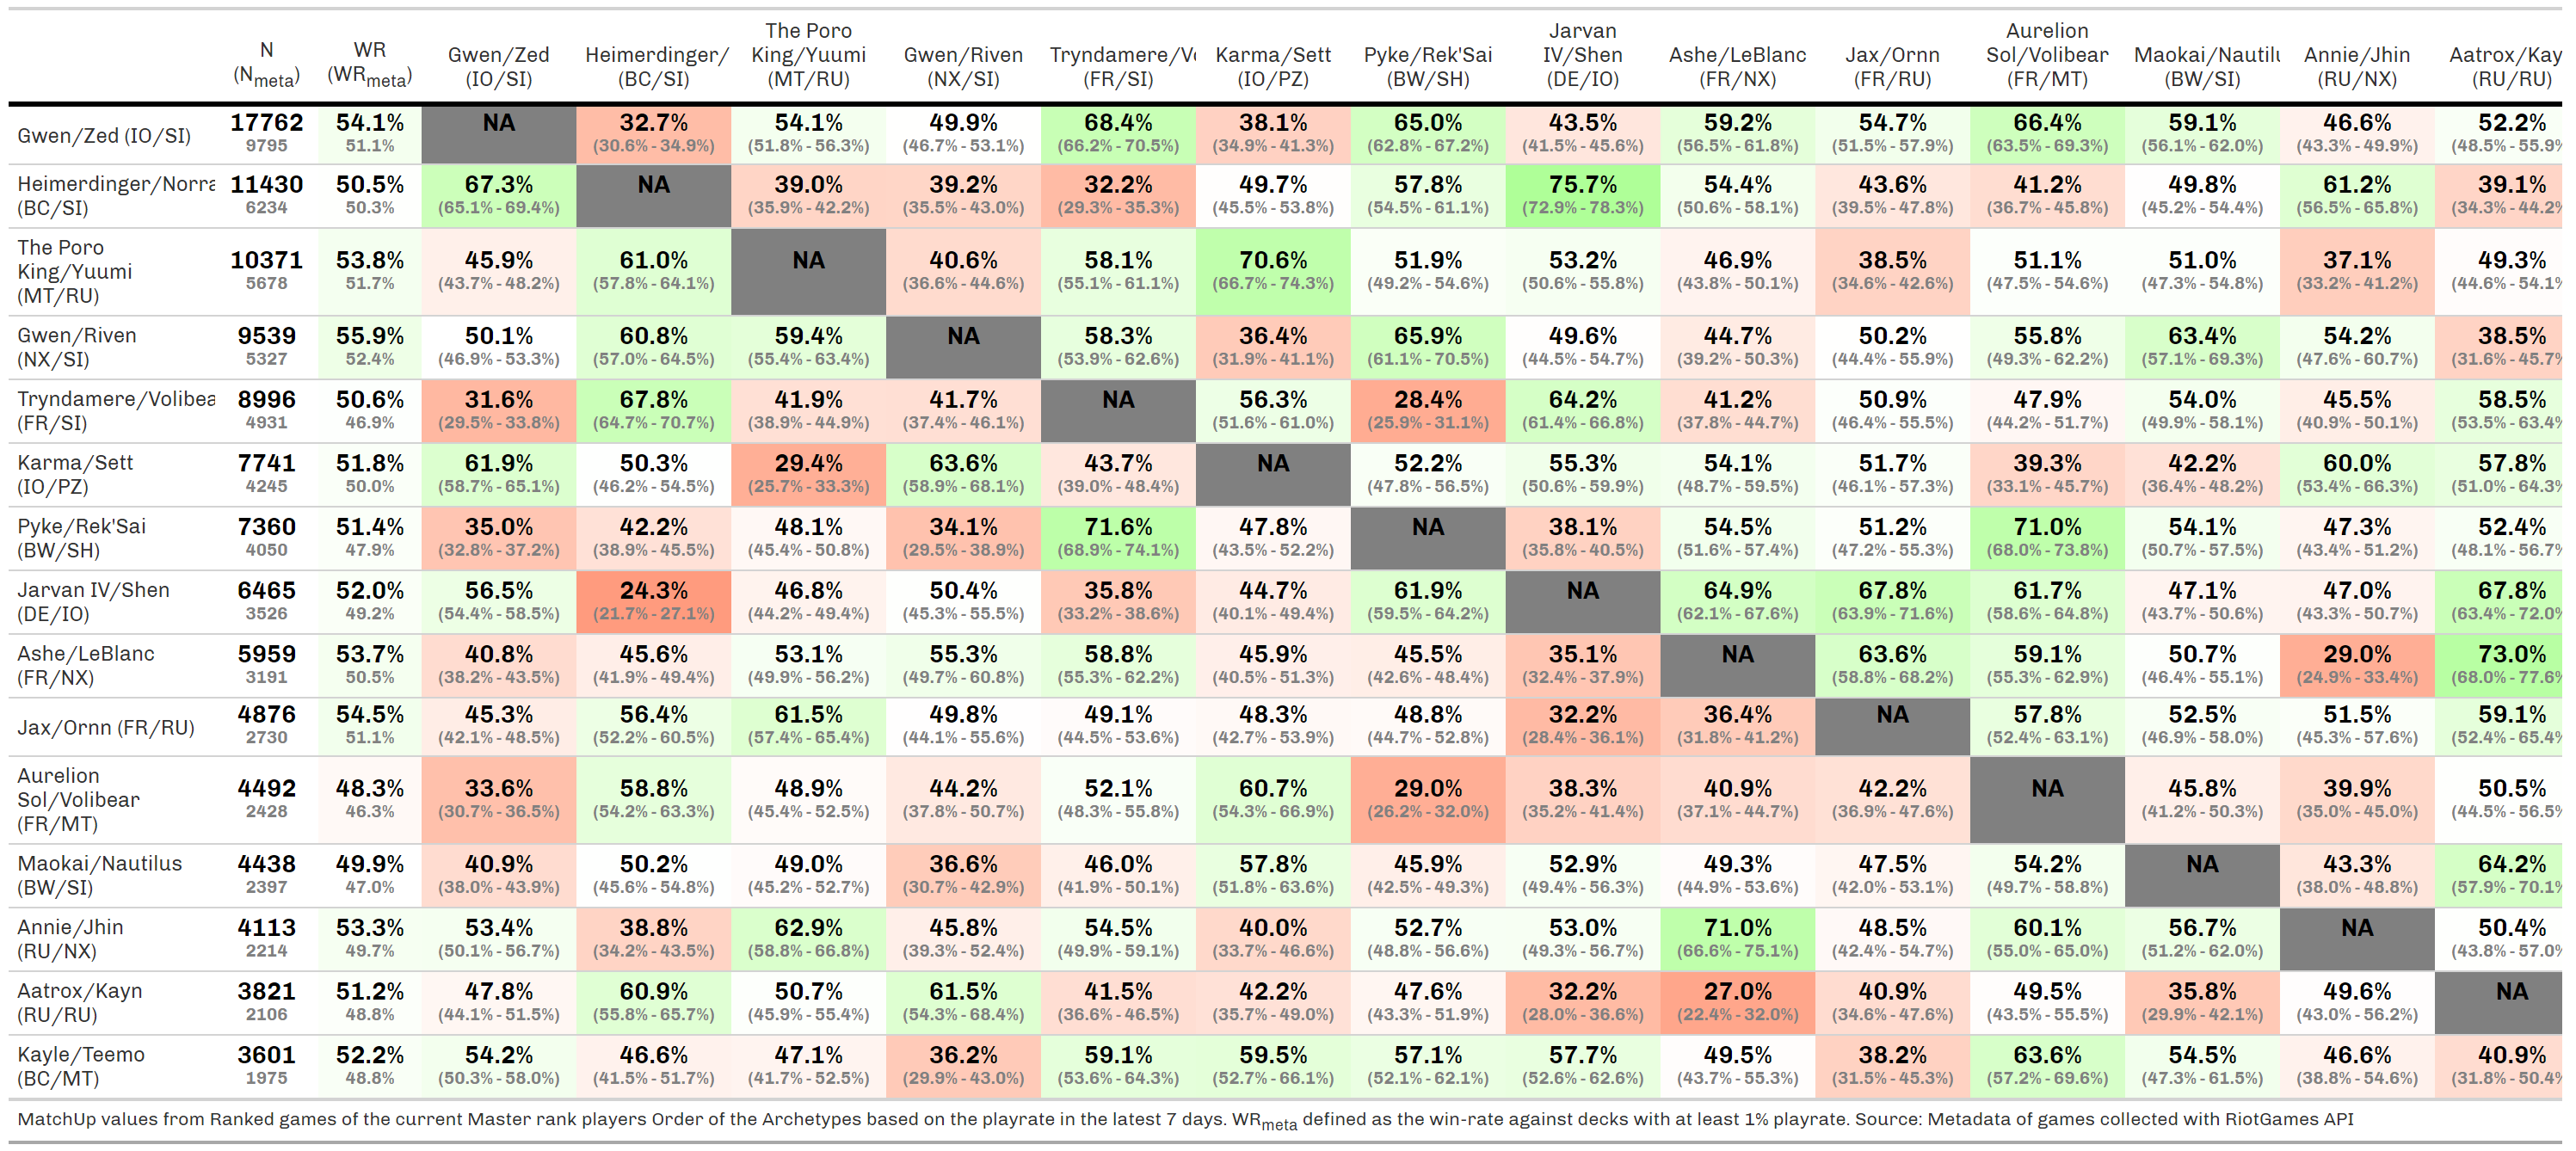 N (Nmeta) WR (WRmeta) Gwen/Zed (IO/SI) Heimerdinger/ (BC/SI) The Poro King/Yuumi (MT/RU) Gwen/Riven (NX/SI) Tryndamere/Vo (FR/SI) Karma/Sett (IO/PZ) Pyke/Rek'Sai (BW/SH) Jarvan IV/Shen (DE/IO) Ashe/LeBlanc (FR/NX) Jax/Ornn (FR/RU) Aurelion Sol/Volibear (FR/MT) Maokai/Nautilu (BW/SI) Annie/Jhin (RU/NX) Aatrox/Kay (RU/RU)
Gwen/Zed (IO/SI) 17762 54.1% NA 32.7% 54.1% 49.9% 68.4% 38.1% 65.0% 43.5% 59.2% 54.7% 66.4% 59.1% 46.6% 52.2%
9795 51.1% (30.6% - 34.9%) (51.8% - 56.3%) (46.7% - 53.1%) (66.2% - 70.5%) (34.9% - 41.3%) (62.8% - 67.2%) (41.5% - 45.6%) (56.5% - 61.8%) (51.5% - 57.9%) (63.5% - 69.3%) (56.1% - 62.0%) (43.3% - 49.9%) (48.5% - 55.9%
Heimerdinger/Norra 11430 50.5% 67.3% NA 39.0% 39.2% 32.2% 49.7% 57.8% 75.7% 54.4% 43.6% 41.2% 49.8% 61.2% 39.1%
(BC/SI) 6234 50.3% (65.1% - 69.4%) (35.9% - 42.2%) (35.5% - 43.0%) (29.3% - 35.3%) (45.5% - 53.8%) (54.5% - 61.1%) (72.9% - 78.3%) (50.6% - 58.1%) (39.5% - 47.8%) (36.7% - 45.8%) (45.2% - 54.4%) (56.5% - 65.8%) (34.3% - 44.2%
The Poro
King/Yuumi 10371 53.8% 45.9% 61.0% NA 40.6% 58.1% 70.6% 51.9% 53.2% 46.9% 38.5% 51.1% 51.0% 37.1% 49.3%
(MT/RU) 5678 51.7% (43.7% - 48.2%) (57.8% - 64.1%) (36.6% - 44.6%) (55.1% - 61.1%) (66.7% - 74.3%) (49.2% - 54.6%) (50.6% - 55.8%) (43.8% - 50.1%) (34.6% - 42.6%) (47.5% - 54.6%) (47.3% - 54.8%) (33.2% - 41.2%) (44.6% - 54.1%
Gwen/Riven 9539 55.9% 50.1% 60.8% 59.4% NA 58.3% 36.4% 65.9% 49.6% 44.7% 50.2% 55.8% 63.4% 54.2% 38.5%
(NX/SI) 5327 52.4% (46.9% - 53.3%) (57.0% - 64.5%) (55.4% - 63.4%) (53.9% - 62.6%) (31.9% - 41.1%) (61.1% - 70.5%) (44.5% - 54.7%) (39.2% - 50.3%) (44.4% - 55.9%) (49.3% - 62.2%) (57.1% - 69.3%) (47.6% - 60.7%) (31.6% - 45.7%
Tryndamere/Volibea 8996 50.6% 31.6% 67.8% 41.9% 41.7% NA 56.3% 28.4% 64.2% 41.2% 50.9% 47.9% 54.0% 45.5% 58.5%
(FR/SI) 4931 46.9% (29.5% - 33.8%) (64.7% - 70.7%) (38.9% - 44.9%) (37.4% - 46.1%) (51.6% - 61.0%) (25.9% - 31.1%) (61.4% - 66.8%) (37.8% - 44.7%) (46.4% - 55.5%) (44.2% - 51.7%) (49.9% - 58.1%) (40.9% - 50.1%) (53.5% - 63.4%
Karma/Sett 7741 51.8% 61.9% 50.3% 29.4% 63.6% 43.7% NA 52.2% 55.3% 54.1% 51.7% 39.3% 42.2% 60.0% 57.8%
(IO/PZ) 4245 50.0% (58.7% - 65.1%) (46.2% - 54.5%) (25.7% - 33.3%) (58.9% - 68.1%) (39.0% - 48.4%) (47.8% - 56.5%) (50.6% - 59.9%) (48.7% - 59.5%) (46.1% - 57.3%) (33.1% - 45.7%) (36.4% - 48.2%) (53.4% - 66.3%) (51.0% - 64.3%
Pyke/Rek'Sai 7360 51.4% 35.0% 42.2% 48.1% 34.1% 71.6% 47.8% NA 38.1% 54.5% 51.2% 71.0% 54.1% 47.3% 52.4%
(BW/SH) 4050 47.9% (32.8% - 37.2%) (38.9% - 45.5%) (45.4% - 50.8%) (29.5% - 38.9%) (68.9% - 74.1%) (43.5% - 52.2%) (35.8% - 40.5%) (51.6% - 57.4%) (47.2% - 55.3%) (68.0% - 73.8%) (50.7% - 57.5%) (43.4% - 51.2%) (48.1% - 56.7%
Jarvan IV/Shen 6465 52.0% 56.5% 24.3% 46.8% 50.4% 35.8% 44.7% 61.9% NA 64.9% 67.8% 61.7% 47.1% 47.0% 67.8%
(DE/IO) 3526 49.2% (54.4% - 58.5%) (21.7% - 27.1%) (44.2% - 49.4%) (45.3% - 55.5%) (33.2% - 38.6%) (40.1% - 49.4%) (59.5% - 64.2%) (62.1% - 67.6%) (63.9% - 71.6%) (58.6% - 64.8%) (43.7% - 50.6%) (43.3% - 50.7%) (63.4% - 72.0%
Ashe/LeBlanc 5959 53.7% 40.8% 45.6% 53.1% 55.3% 58.8% 45.9% 45.5% 35.1% NA 63.6% 59.1% 50.7% 29.0% 73.0%
(FR/NX) 3191 50.5% (38.2% - 43.5%) (41.9% - 49.4%) (49.9% - 56.2%) (49.7% - 60.8%) (55.3% - 62.2%) (40.5% - 51.3%) (42.6% - 48.4%) (32.4% - 37.9%) (58.8% - 68.2%) (55.3% - 62.9%) (46.4% - 55.1%) (24.9% - 33.4%) (68.0% - 77.6%
Jax/Ornn (FR/RU) 4876 54.5% 45.3% 56.4% 61.5% 49.8% 49.1% 48.3% 48.8% 32.2% 36.4% NA 57.8% 52.5% 51.5% 59.1%
2730 51.1% (42.1% - 48.5%) (52.2% - 60.5%) (57.4% - 65.4%) (44.1% - 55.6%) (44.5% - 53.6%) (42.7% - 53.9%) (44.7% - 52.8%) (28.4% - 36.1%) (31.8% - 41.2%) (52.4% - 63.1%) (46.9% - 58.0%) (45.3% - 57.6%) (52.4% - 65.4%
Aurelion
Sol/Volibear 4492 48.3% 33.6% 58.8% 48.9% 44.2% 52.1% 60.7% 29.0% 38.3% 40.9% 42.2% NA 45.8% 39.9% 50.5%
(FR/MT) 2428 46.3% (30.7% - 36.5%) (54.2% - 63.3%) (45.4% - 52.5%) (37.8% - 50.7%) (48.3% - 55.8%) (54.3% - 66.9%) (26.2% - 32.0%) (35.2% - 41.4%) (37.1% - 44.7%) (36.9% - 47.6%) (41.2% - 50.3%) (35.0% - 45.0%) (44.5% - 56.5%
Maokai/Nautilus 4438 49.9% 40.9% 50.2% 49.0% 36.6% 46.0% 57.8% 45.9% 52.9% 49.3% 47.5% 54.2% NA 43.3% 64.2%
(BW/SI) 2397 47.0% (38.0% - 43.9%) (45.6% - 54.8%) (45.2% - 52.7%) (30.7% - 42.9%) (41.9% - 50.1%) (51.8% - 63.6%) (42.5% - 49.3%) (49.4% - 56.3%) (44.9% - 53.6%) (42.0% - 53.1%) (49.7% - 58.8%) (38.0% - 48.8%) (57.9% - 70.1%
Annie/Jhin 4113 53.3% 53.4% 38.8% 62.9% 45.8% 54.5% 40.0% 52.7% 53.0% 71.0% 48.5% 60.1% 56.7% NA 50.4%
(RU/NX) 2214 49.7% (50.1% - 56.7%) (34.2% - 43.5%) (58.8% - 66.8%) (39.3% - 52.4%) (49.9% - 59.1%) (33.7% - 46.6%) (48.8% - 56.6%) (49.3% - 56.7%) (66.6% - 75.1%) (42.4% - 54.7%) (55.0% - 65.0%) (51.2% - 62.0%) (43.8% - 57.0%
Aatrox/Kayn 3821 51.2% 47.8% 60.9% 50.7% 61.5% 41.5% 42.2% 47.6% 32.2% 27.0% 40.9% 49.5% 35.8% 49.6% NA
(RU/RU) 2106 48.8% (44.1% - 51.5%) (55.8% - 65.7%) (45.9% - 55.4%) (54.3% - 68.4%) (36.6% - 46.5%) (35.7% - 49.0%) (43.3% - 51.9%) (28.0% - 36.6%) (22.4% - 32.0%) (34.6% - 47.6%) (43.5% - 55.5%) (29.9% - 42.1%) (43.0% - 56.2%)
Kayle/Teemo 3601 52.2% 54.2% 46.6% 47.1% 36.2% 59.1% 59.5% 57.1% 57.7% 49.5% 38.2% 63.6% 54.5% 46.6% 40.9%
(BC/MT) 1975 48.8% (50.3% - 58.0%) (41.5% - 51.7%) (41.7% - 52.5%) (29.9% - 43.0%) (53.6% - 64.3%) (52.7% - 66.1%) (52.1% - 62.1%) (52.6% - 62.6%) (43.7% - 55.3%) (31.5% - 45.3%) (57.2% - 69.6%) (47.3% - 61.5%) (38.8% - 54.6%) (31.8% - 50.4%
MatchUp values from Ranked games of the current Master rank players Order of the Archetypes based on the playrate in the latest 7 days. WRmeta defined as the win-rate against decks with at least 1% playrate. Source: Metadata of games collected with RiotGames API